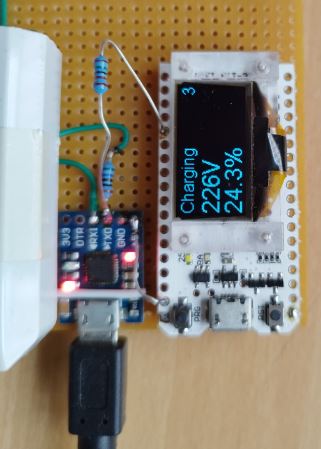 3V3
DTR
RXI
TXD
GND
PRG
Charging 3
226V
24.3%
RST